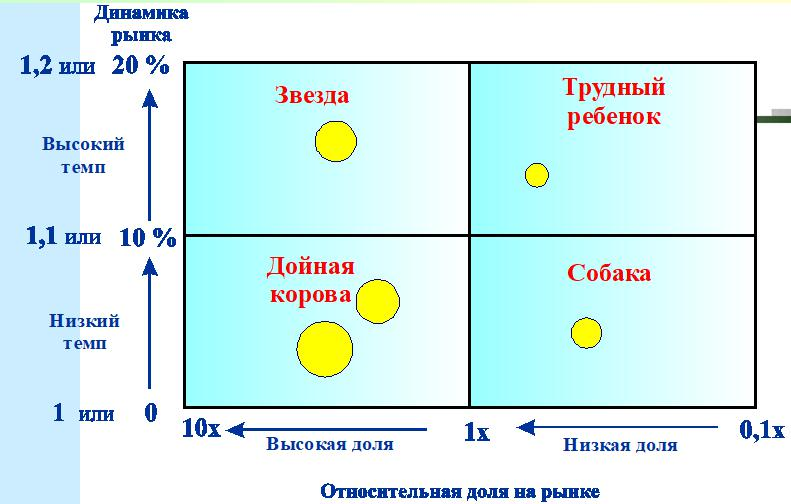 Динамика
рынка
1,2 или 20 %
Звезда
Трудный
ребенок
Высокий
темп
1,1 или 10 %
Дойная
корова
Собака
Низкий
темп
1 или 0
10x
Высокая доля
1x
Низкая доля
0,1x
Относительная доля на рынке